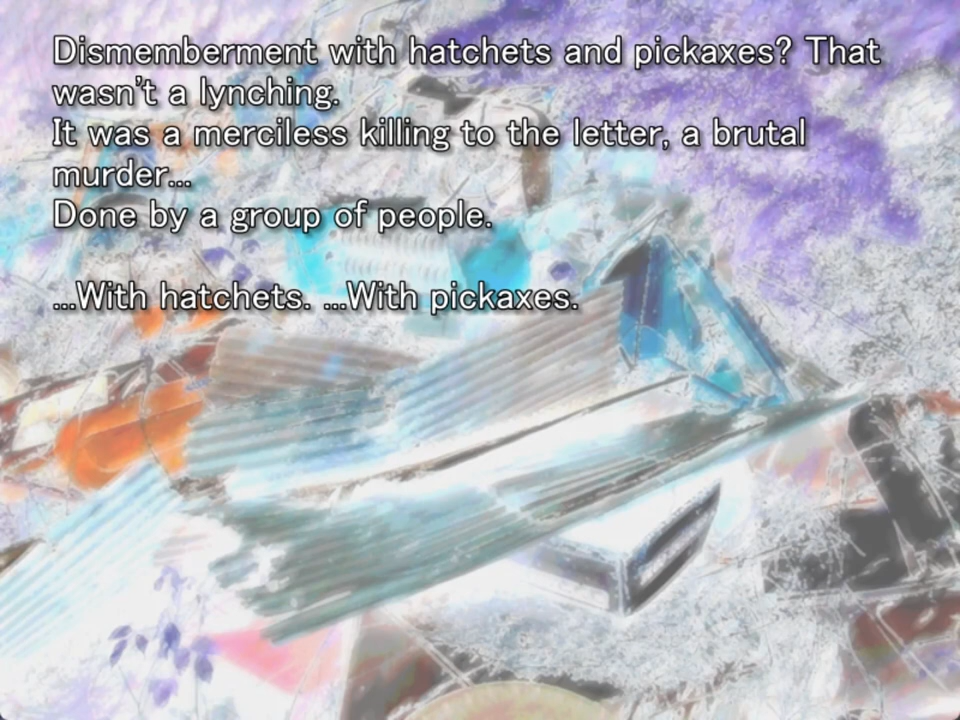 Dismemberment with hatchets and pickaxes? That
wasn't a lynching.
It was a merciless killing to the letter, a brutal
murder...
Done by a group of people.
...With hatchets. ...With pickaxes.